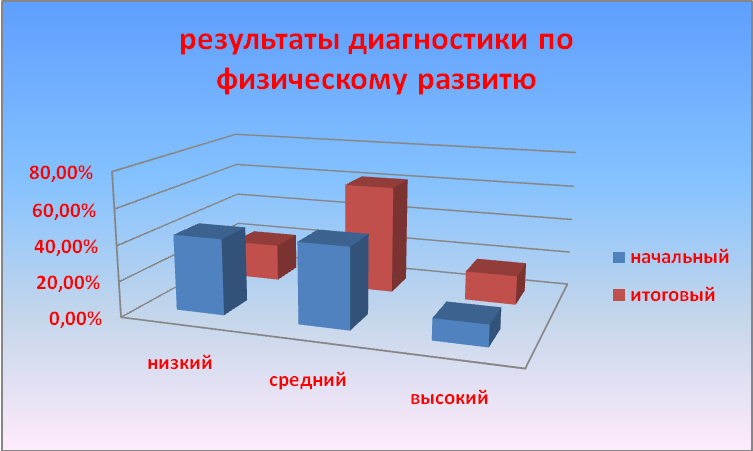 результаты диагностики по
физическому развитю
80,00%
60,00%
40,00%
20,00%
0,00%
низкий
средний
высокий
начальный
итоговый